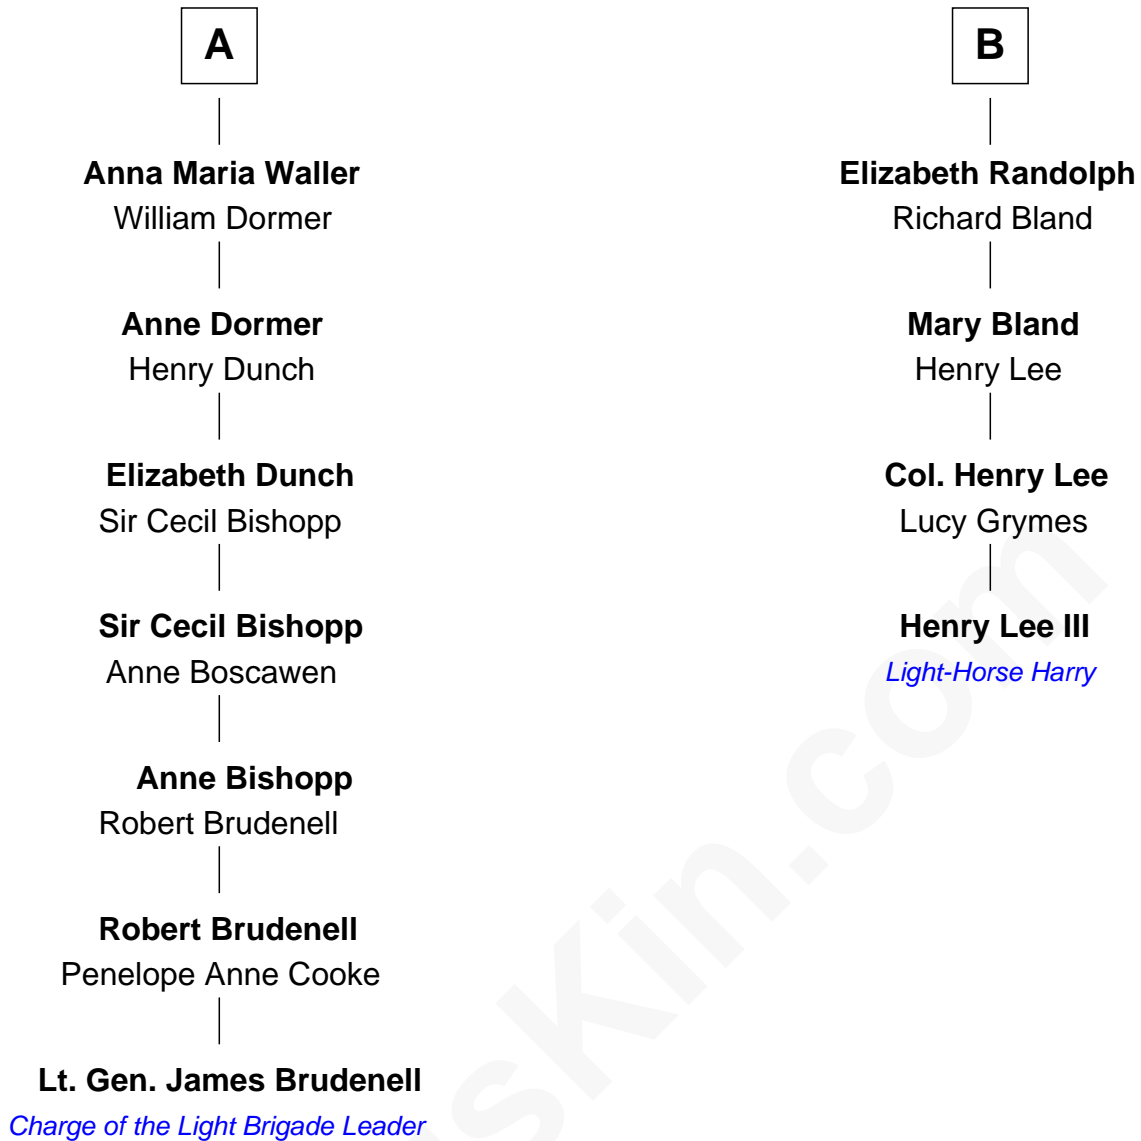 A
Anna Maria Waller
William Dormer
Anne Dormer
Henry Dunch
Elizabeth Dunch
Sir Cecil Bishopp
Sir Cecil Bishopp
Anne Boscawen
Anne Bishopp
Robert Brudenell
Robert Brudenell
Penelope Anne Cooke
Lt. Gen. James Brudenell
Charge of the Light Brigade Leader
B
Elizabeth Randolph
Richard Bland
Mary Bland
Henry Lee
Col. Henry Lee
Lucy Grymes
Henry Lee III
Light-Horse Harry